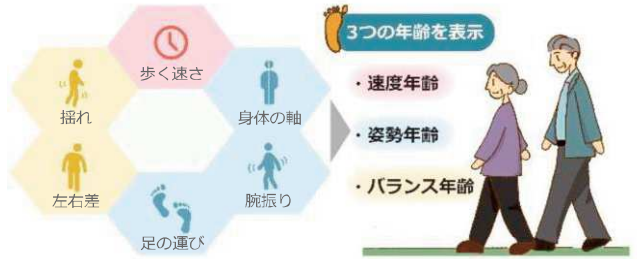 歩く速さ
揺れ
身体の軸
左右差
腕振り
足の運び
3つの年齢を表示
・速度年齢
・姿勢年齢
・バランス年齢